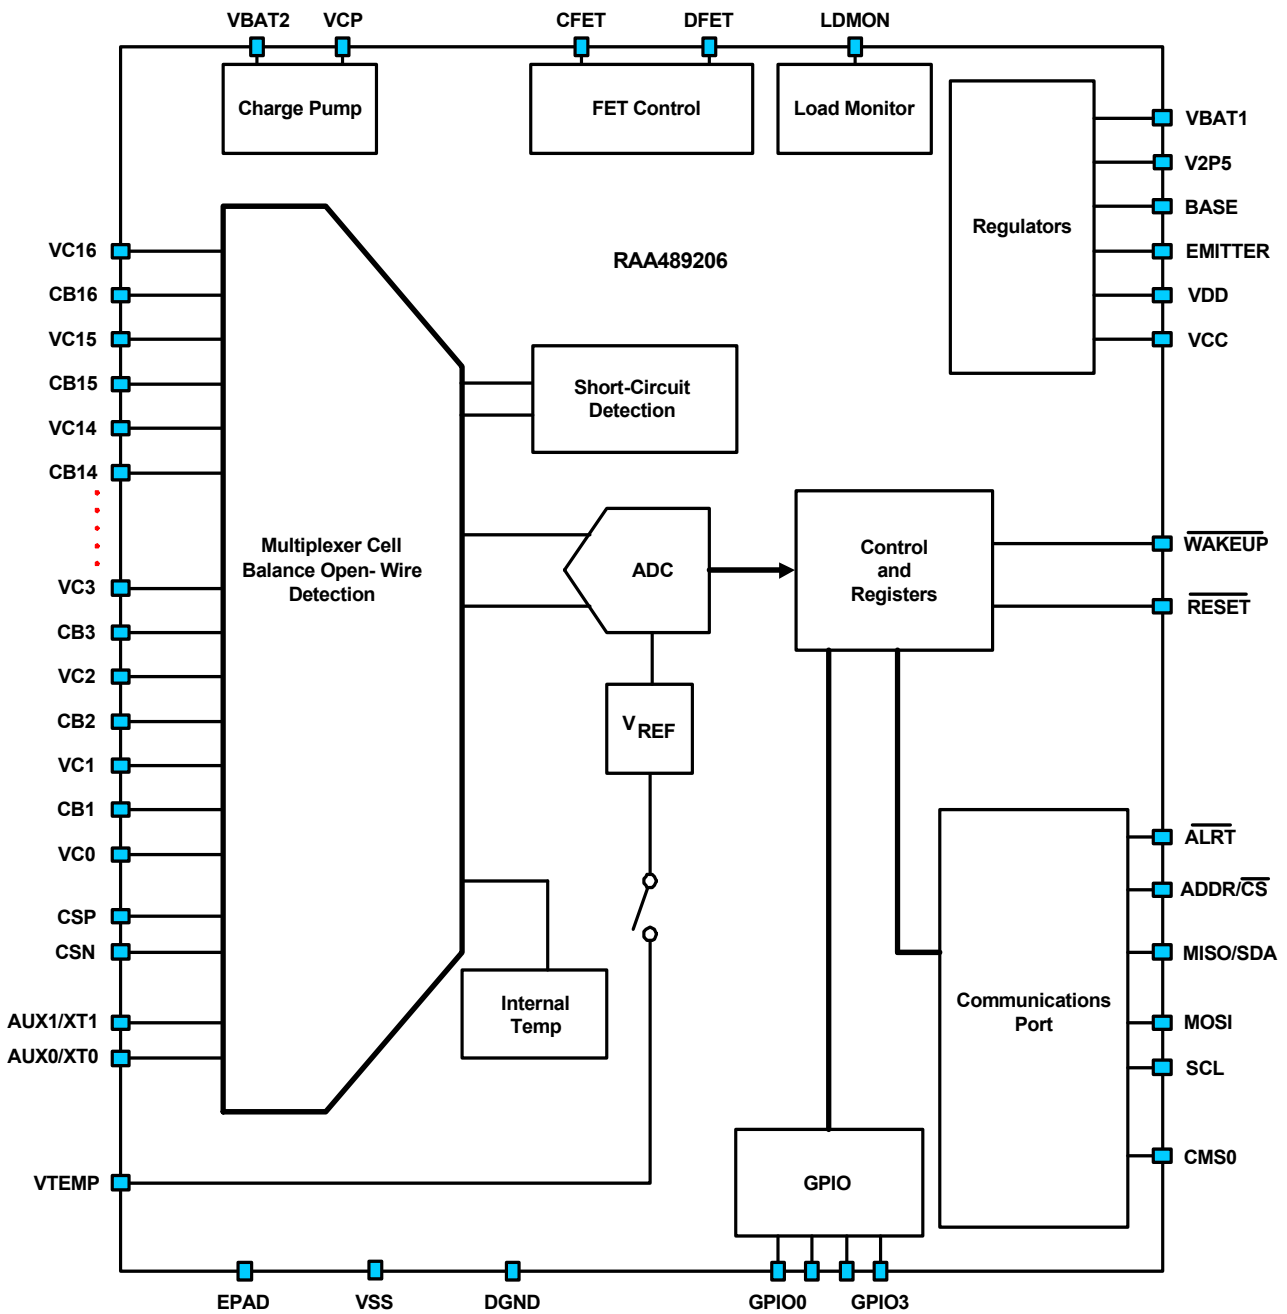 VBAT2
VCP
CFET
DFET
LDMON
Charge Pump
FET Control
Load Monitor
VBAT1
V2P5
BASE
EMITTER
VDD
VCC
Regulators
RAA489206
VC16
CB16
VC15
CB15
VC14
CB14
VC3
CB3
VC2
CB2
VC1
CB1
VC0
CSP
CSN
AUX1/XT1
AUX0/XT0
VTEMP
Multiplexer Cell
Balance Open- Wire
Detection
Short-Circuit
Detection
ADC
Control
and
Registers
WAKEUP
RESET
VREF
Internal
Temp
Communications
Port
ALRT
ADDR/CS
MISO/SDA
MOSI
SCL
CMS0
GPIO
EPAD
VSS
DGND
GPIO0
GPIO3